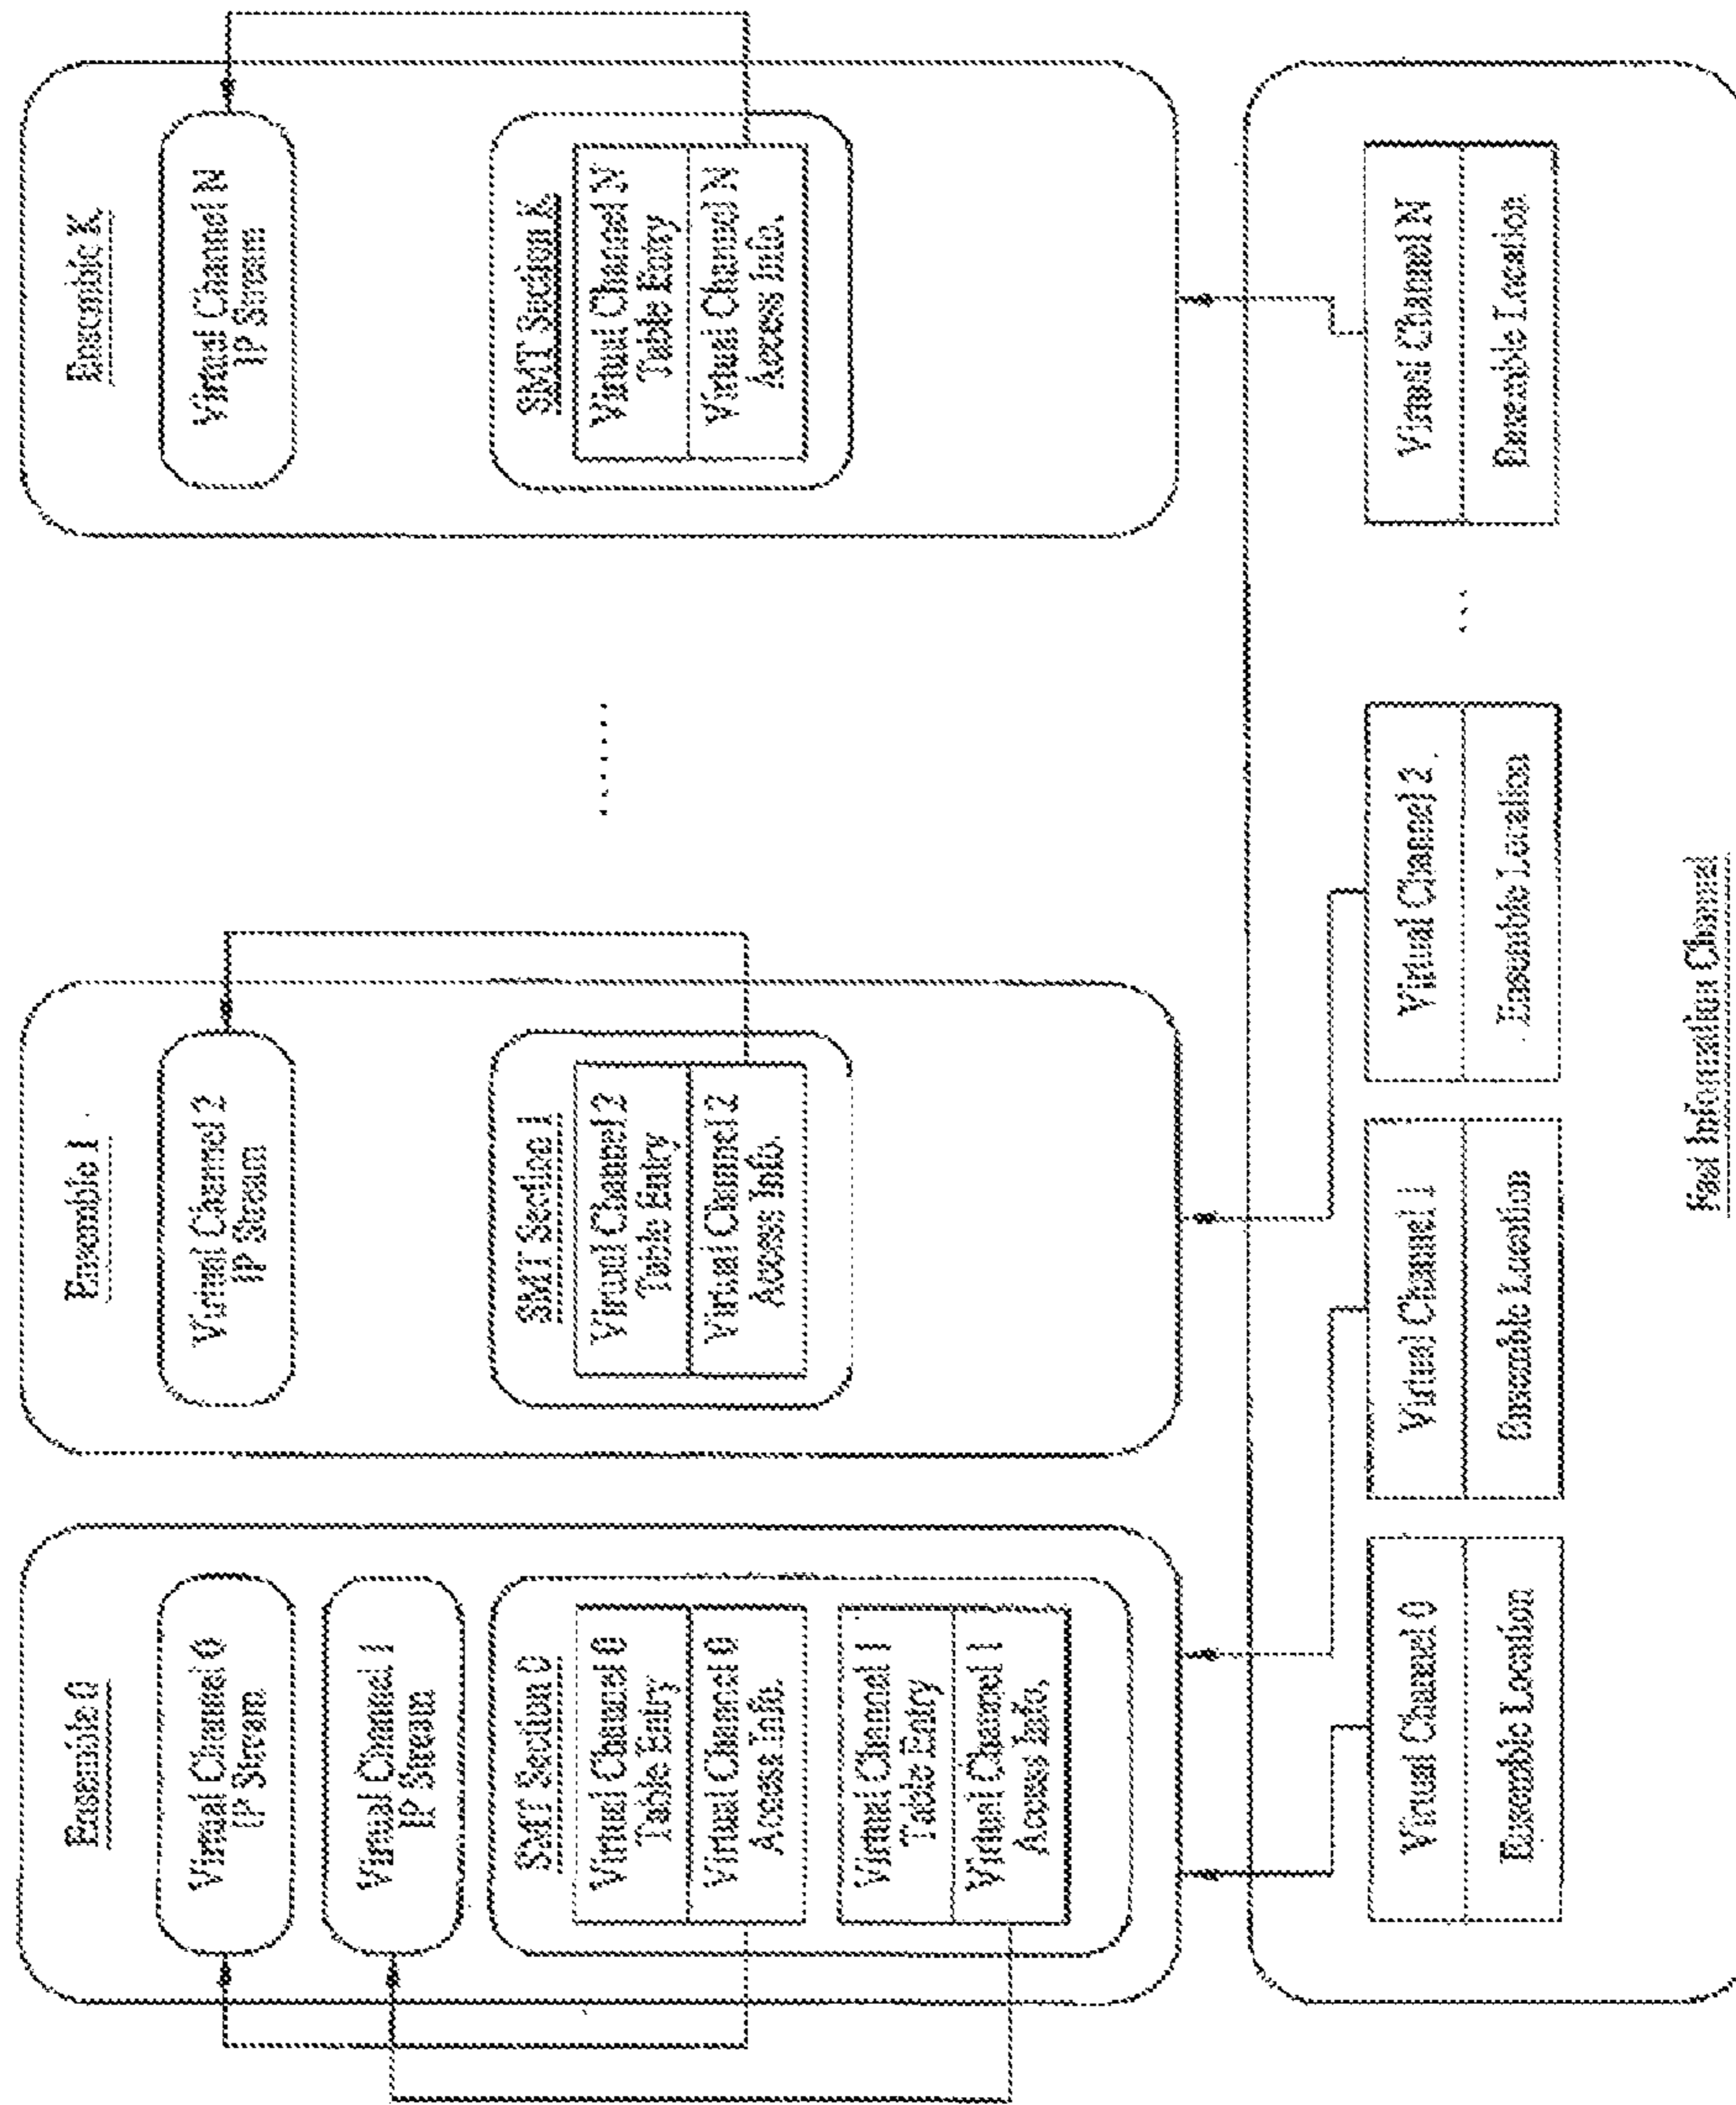 Ensemble 0
Virtual Channel 0
IP Stream
Virtual Channel 1
IP Stream
SMT Section 0
Virtual Channel 0
Table Entry
Virtual Channel 0
Access Info.
Virtual Channel 1
Table Entry
Virtual Channel 1
Access Info.
Ensemble 1
Virtual Channel 2
IP Stream
SMT Section 1
Virtual Channel 2
Table Entry
Virtual Channel 2
Access Info.
......
Ensemble K
Virtual Channel N
IP Stream
SMT Section K
Virtual Channel N
Table Entry
Virtual Channel N
Access Info.
Virtual Channel 0
Ensemble Location
Virtual Channel 1
Ensemble Location
Virtual Channel 2
Ensemble Location
...
Virtual Channel N
Ensemble Location
Fast Information Channel